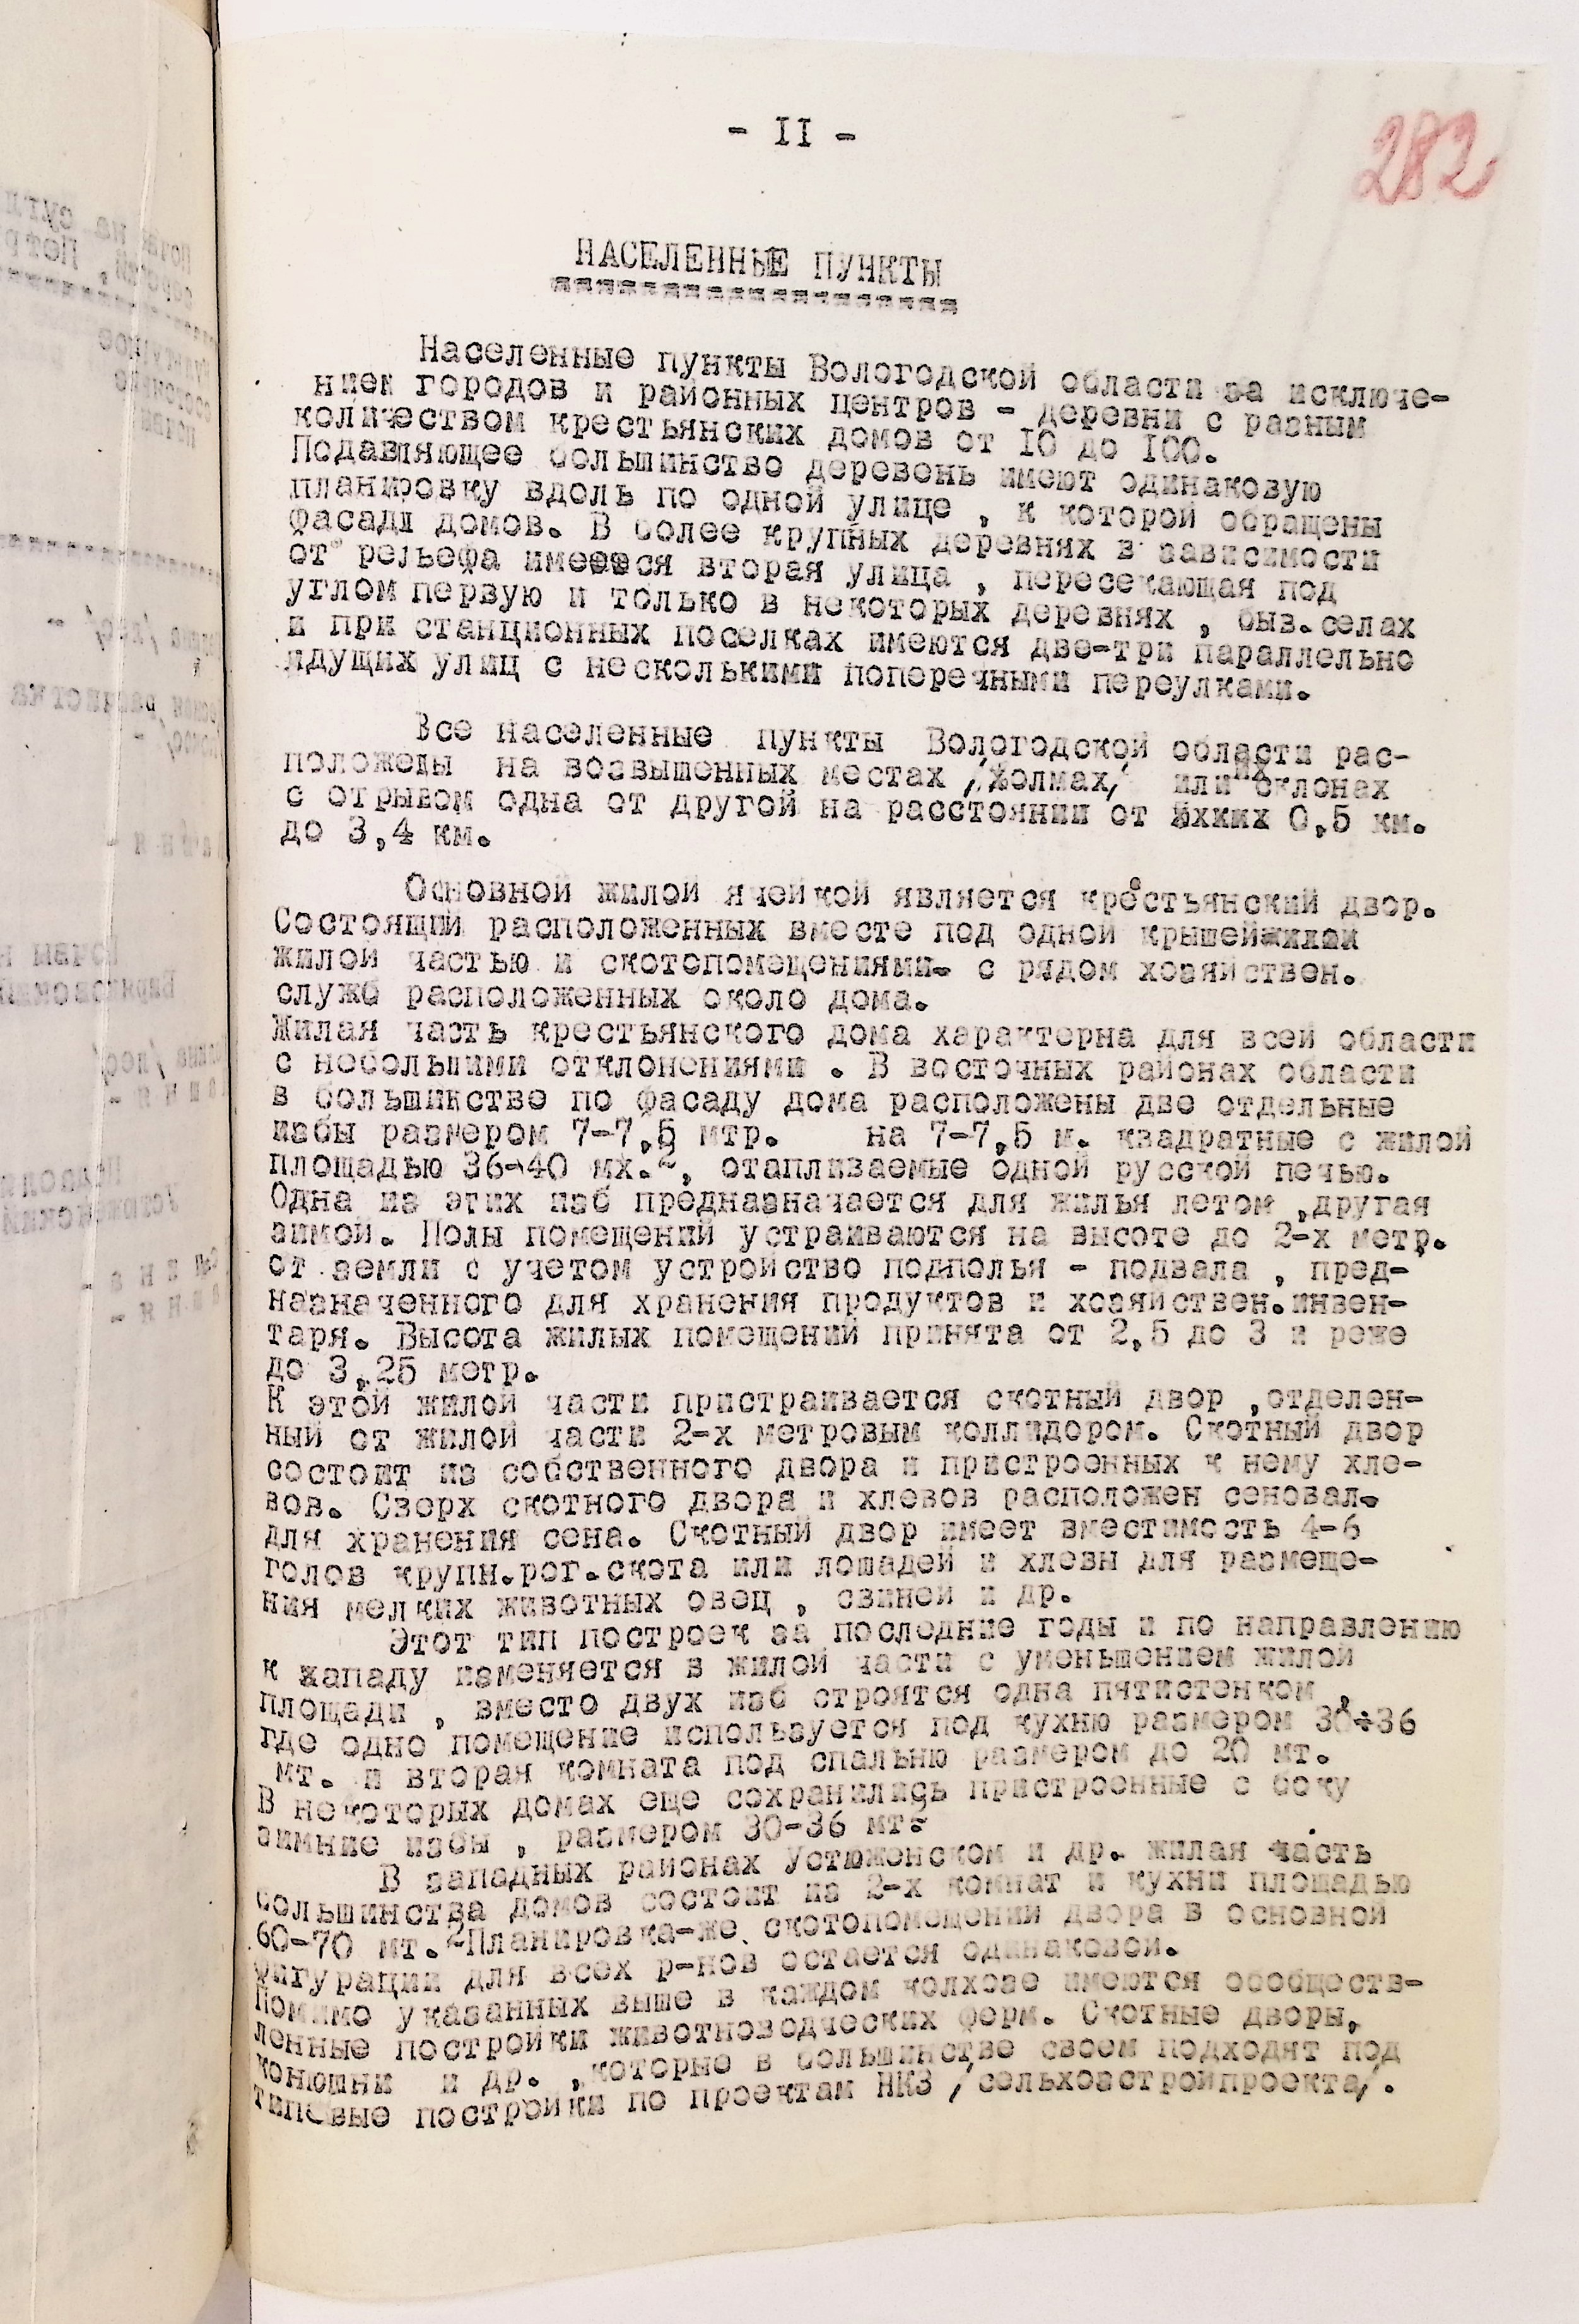 - II -
282
НАСЕЛЕННЫЕ ПУНКТЫ
==================
Населенные пункты Вологодской области за исключе-
нием городов и районных центров - деревни с разным
количеством крестьянских домов от IO до IOO.
Подавляющее большинство деревень имеют одинаковую
планировку вдоль по одной улице , к которой обращены
фасады домов. В более крупных деревнях в зависимости
от рельефа имеется вторая улица , пересекающая под
углом первую и только в некоторых деревнях , быв.селах
и при станционных поселках имеются две-три параллельно
идущих улиц с несколькими поперечными переулками.
Все населенные пункты Вологодской области рас-
положены на возвышенных местах /холмах/ или их склонах
с отрывом одна от другой на расстоянии от 0,5 км.
до 3,4 км.
Основной жилой ячейкой является крестьянский двор.
Состоящий расположенных вместе под одной крышей
жилой частью и скотопомещениями. с рядом хозяйствен.
служб расположенных около дома.
Жилая часть крестьянского дома характерна для всей области
с небольшими отклонениями . В восточных районах области
в большинстве по фасаду дома расположены две отдельные
избы размером 7-7,5 мтр. на 7-7,5 м. квадратные с жилой
площадью 36-40 мх.², отапливаемые одной русской печью.
Одна из этих изб предназначается для жилья летом ,другая
зимой. Полы помещений устраиваются на высоте до 2-х метр.
от земли с учетом устройство подполья - подвала , пред-
назначенного для хранения продуктов и хозяйствен.инвен-
таря. Высота жилых помещений принята от 2,5 до 3 и реже
до 3,25 метр.
К этой жилой части пристраивается скотный двор ,отделен-
ный от жилой части 2-х метровым коллидором. Скотный двор
состоит из собственного двора и пристроенных к нему хле-
вов. Сверх скотного двора и хлевов расположен сеновал.
для хранения сена. Скотный двор имеет вместимость 4-6
голов крупн.рог.скота или лошадей и хлевы для размеще-
ния мелких животных овец , свиней и др.
Этот тип построек за последние годы и по направлению
к западу изменяется в жилой части с уменьшением жилой
площади , вместо двух изб строятся одна пятистенком ,
где одно помещение используется под кухню размером 30÷36
мт. и вторая комната под спальню размером до 20 мт.
В некоторых домах еще сохранились пристроенные с боку
зимние избы , размером 30-36 мт²
В западных районах Устюженском и др. жилая часть
большинства домов состоит из 2-х комнат и кухни площадью
60-70 мт.² Планировка-же скотопомещений двора в основной
фигурации для всех р-нов остается одинаковой.
Помимо указанных выше в каждом колхозе имеются обобществ-
ленные постройки животноводческих ферм. Скотные дворы,
конюшни и др. ,которые в большинстве своем подходят под
типовые постройки по проектам НКЗ /сельхозстройпроекта/.